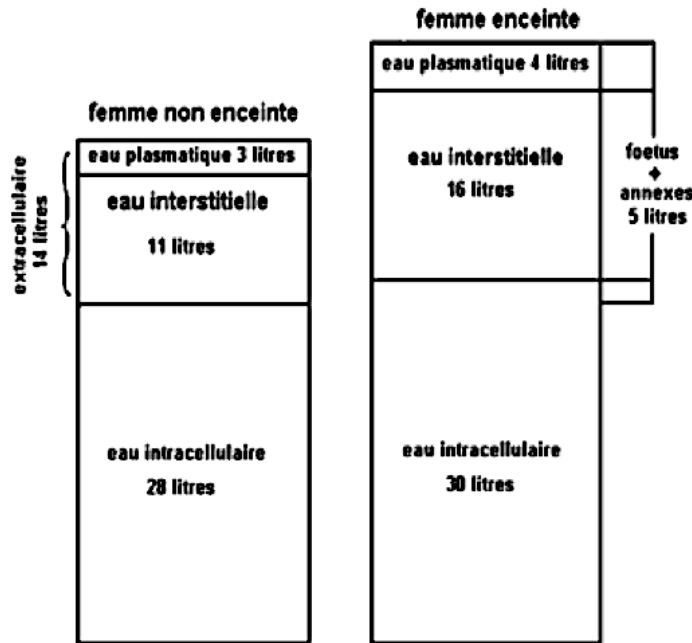 femme non enceinte
eau plasmatique 3 litres
eau interstitielle
11 litres
extracellulaire
14 litres
eau intracellulaire
28 litres
femme enceinte
eau plasmatique 4 litres
eau interstitielle
16 litres
foetus
+
annexes
5 litres
eau intracellulaire
30 litres